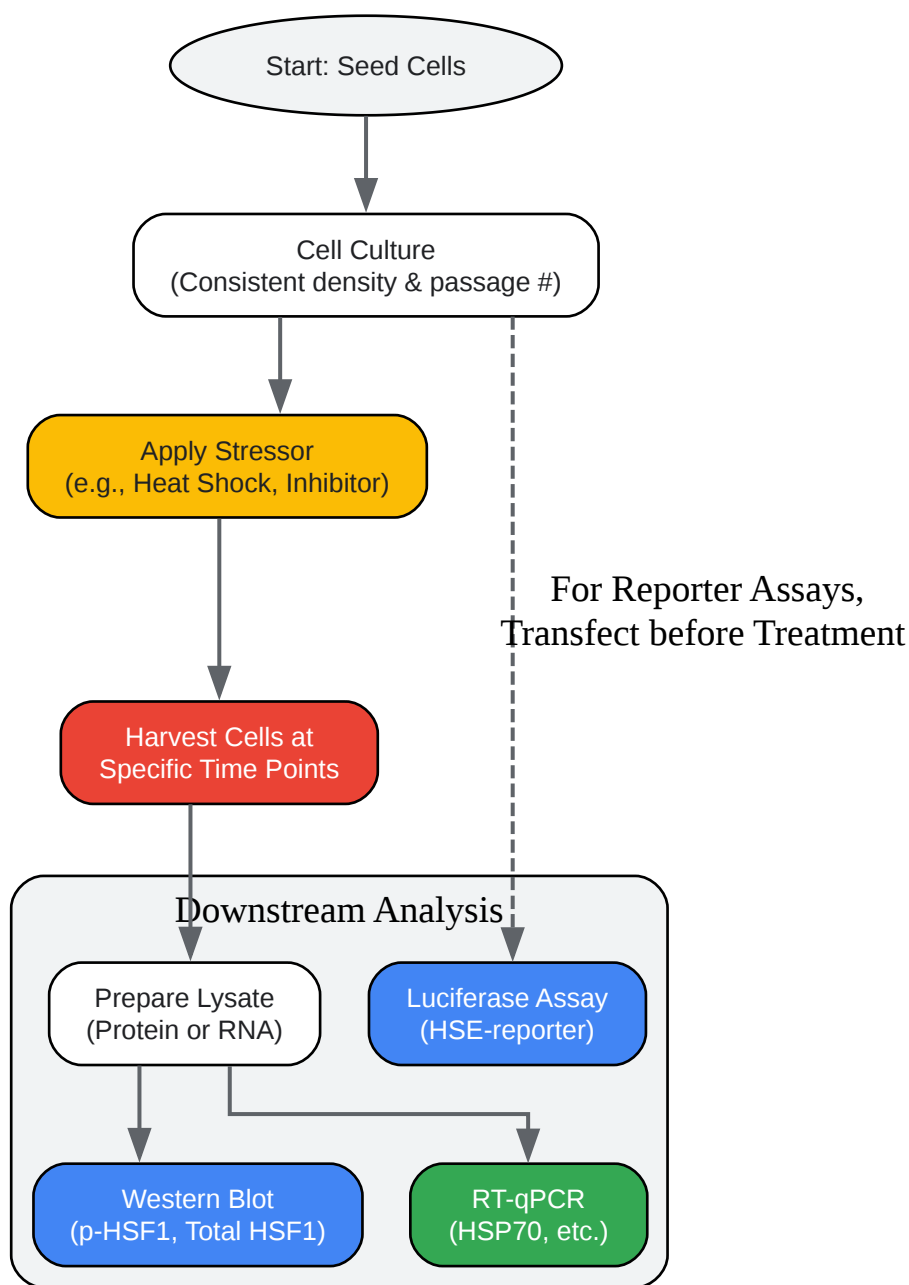 Start: Seed Cells
Cell Culture
(Consistent density & passage #)
Apply Stressor
(e.g., Heat Shock, Inhibitor)
For Reporter Assays,
Transfect before Treatment
Harvest Cells at
Specific Time Points
Downstream Analysis
Prepare Lysate
(Protein or RNA)
Luciferase Assay
(HSE-reporter)
Western Blot
(p-HSF1, Total HSF1)
RT-qPCR
(HSP70, etc.)